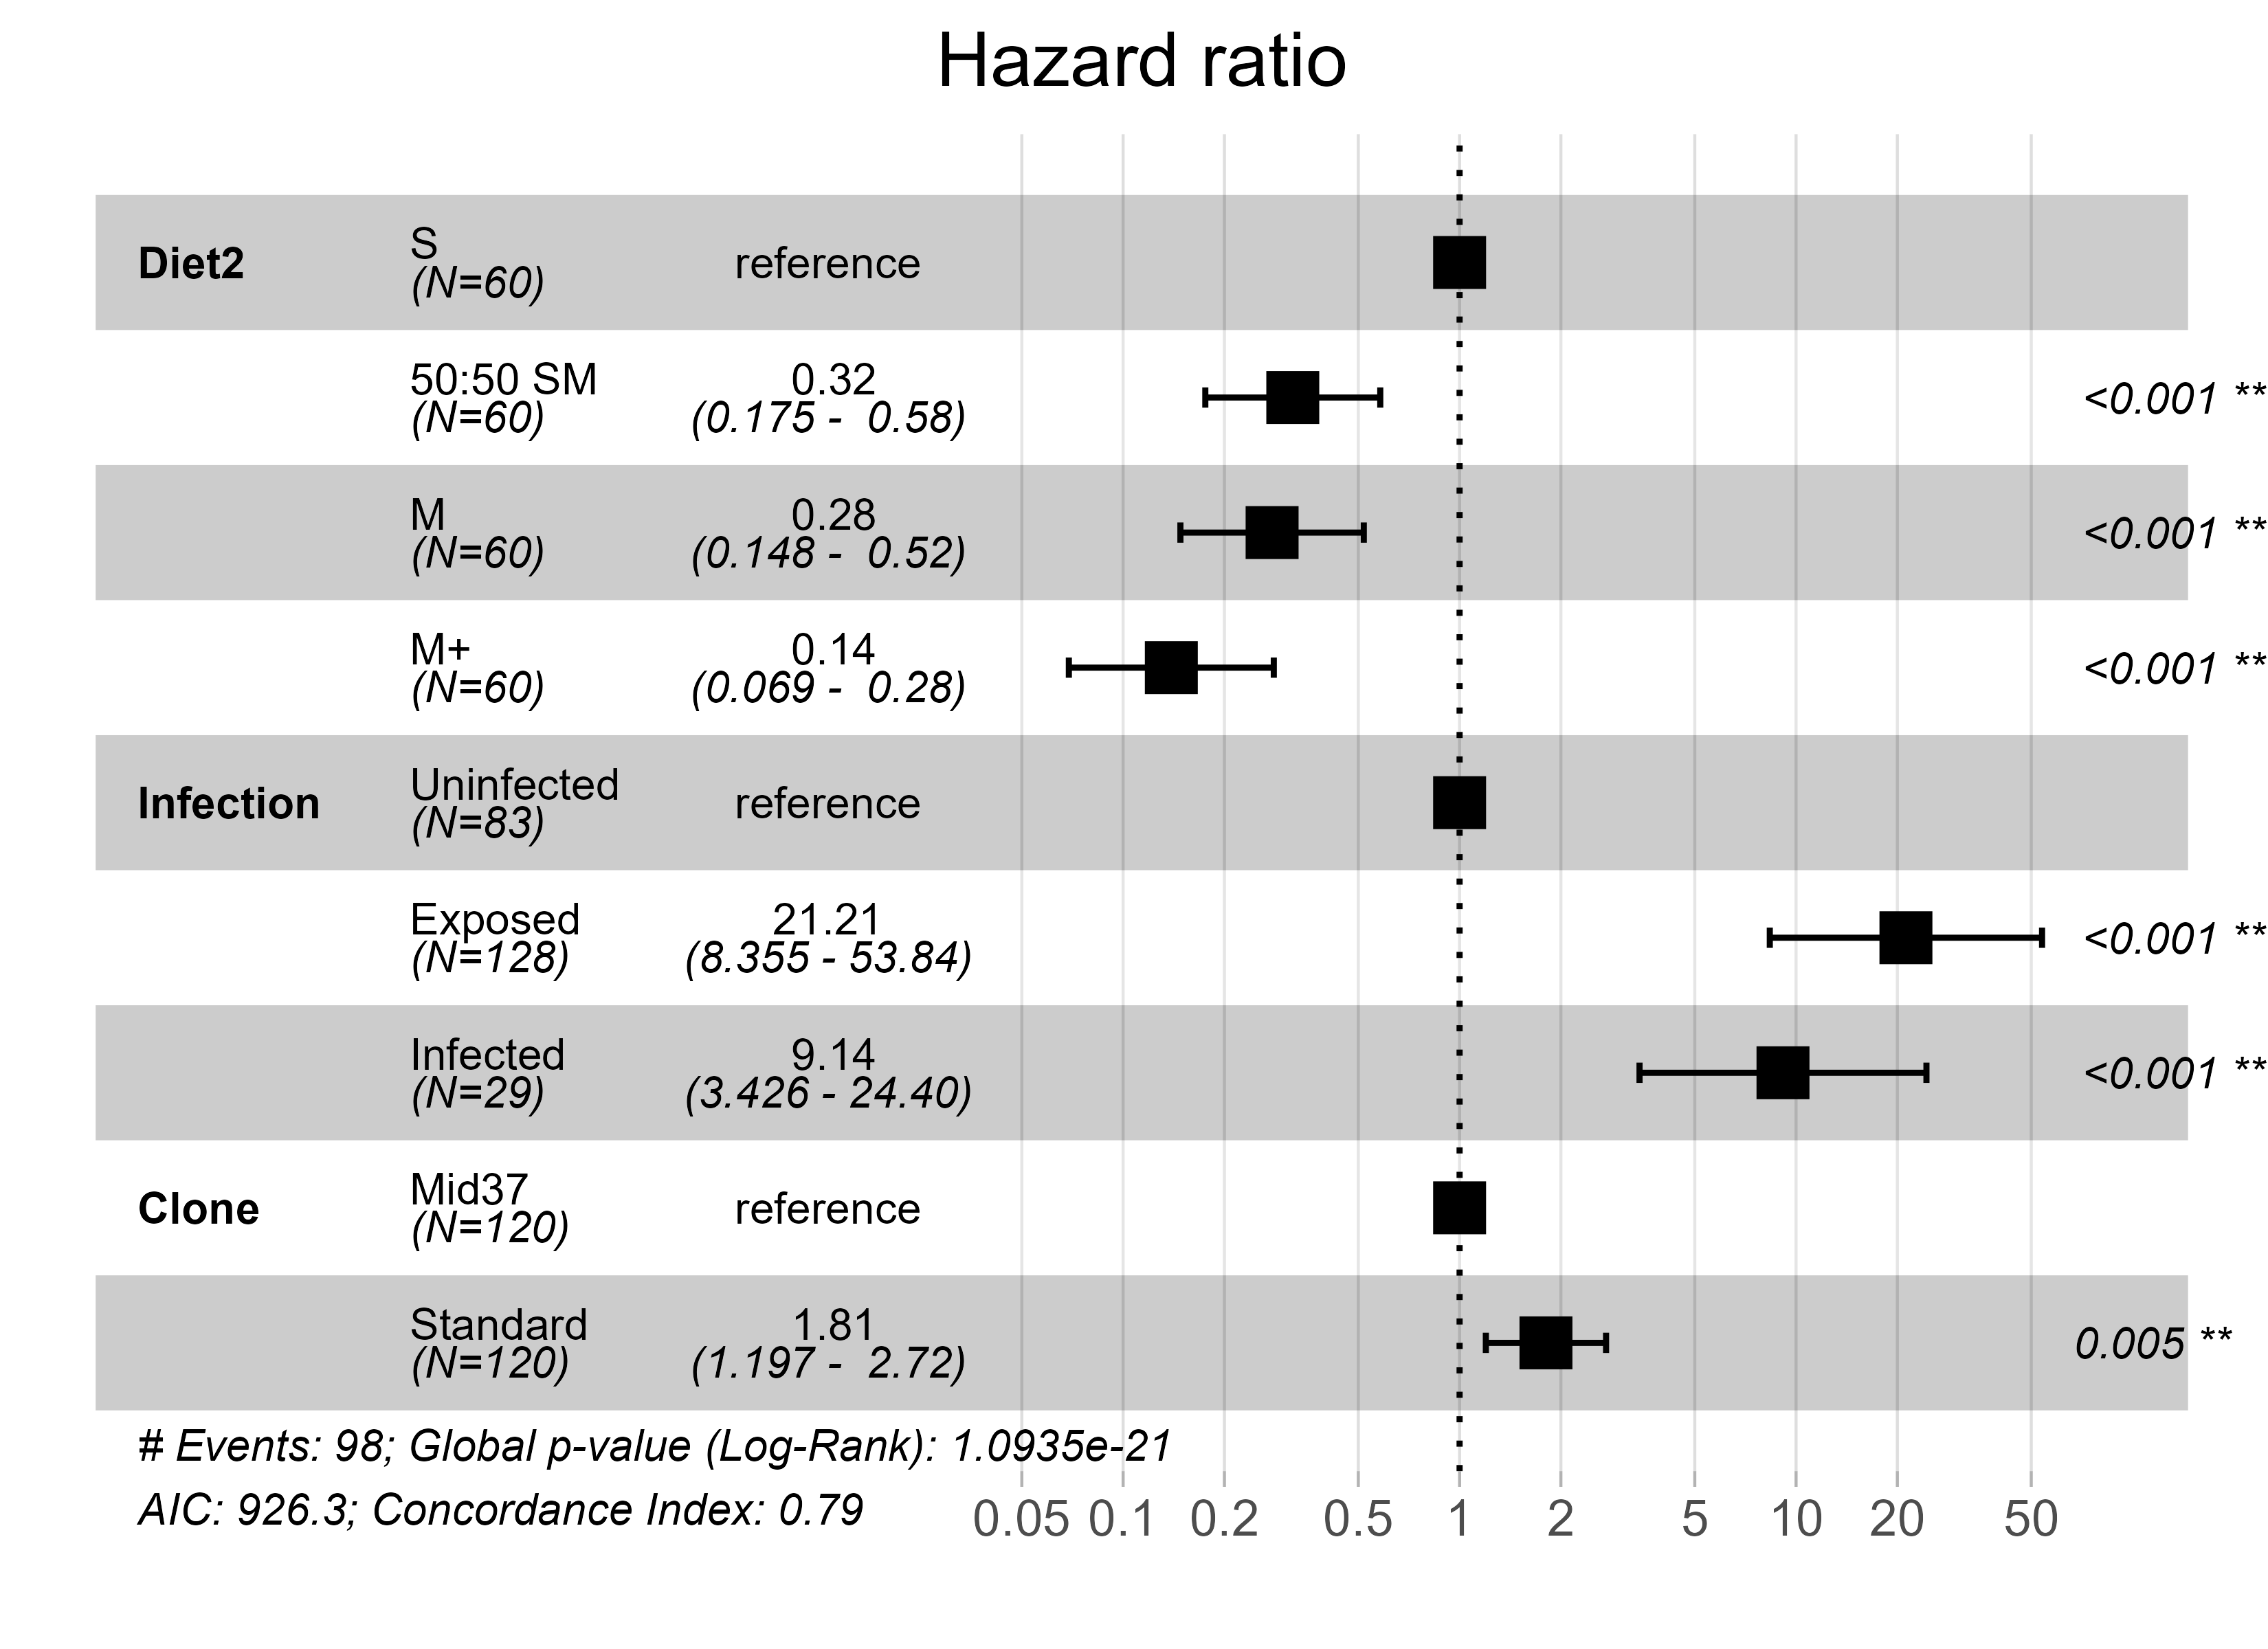 Hazard ratio
Diet2 S (N=60) reference
50:50 SM (N=60) 0.32 (0.175 - 0.58) <0.001 **
M (N=60) 0.28 (0.148 - 0.52) <0.001 **
M+ (N=60) 0.14 (0.069 - 0.28) <0.001 **
Infection Uninfected (N=83) reference
Exposed (N=128) 21.21 (8.355 - 53.84) <0.001 **
Infected (N=29) 9.14 (3.426 - 24.40) <0.001 **
Clone Mid37 (N=120) reference
Standard (N=120) 1.81 (1.197 - 2.72) 0.005 **
# Events: 98; Global p-value (Log-Rank): 1.0935e-21
AIC: 926.3; Concordance Index: 0.79
0.05 0.1 0.2 0.5 1 2 5 10 20 50